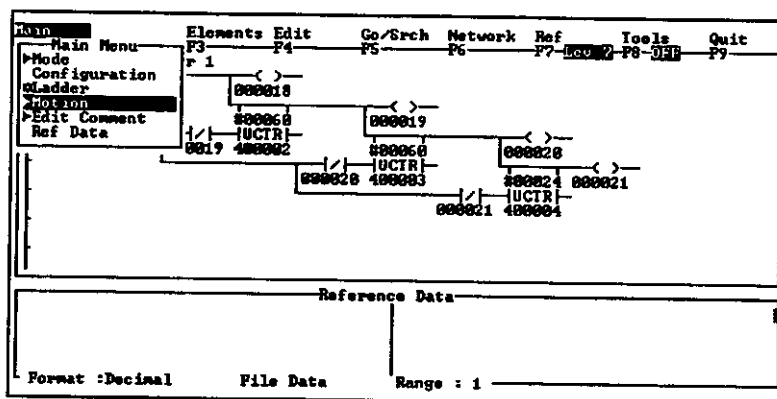 Main Elements Edit Go/Srch Network Ref Tools Quit
Main Menu F3 F4 F5 F6 F7-Lev ?-F8-OFF F9
▶Mode r 1
Configuration
Ladder 000018
▶Motion 000019
▶Edit Comment #00060
Ref Data 0019 UCTR 400002 #00060 000020
000020 UCTR 400003 #00024 000021
000021 UCTR 400004
Reference Data
Format :Decimal File Data Range : 1